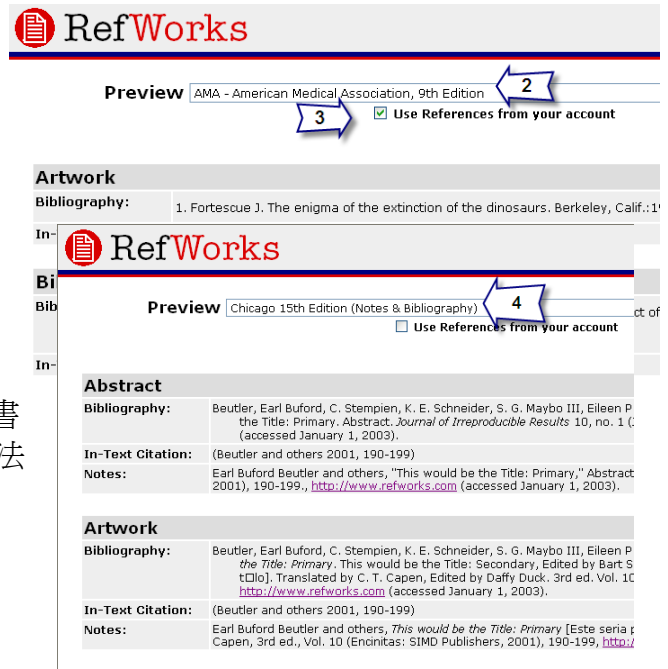 RefWorks
Preview AMA - American Medical Association, 9th Edition 2
3 Use References from your account
Artwork
Bibliography: 1. Fortescue J. The enigma of the extinction of the dinosaurs. Berkeley, Calif.:19
In-
Bi
Bib
ct of
In-
書
法
RefWorks
Preview Chicago 15th Edition (Notes & Bibliography) 4
Use References from your account
Abstract
Bibliography: Beutler, Earl Buford, C. Stempien, K. E. Schneider, S. G. Maybo III, Eileen P
the Title: Primary. Abstract. Journal of Irreproducible Results 10, no. 1 (
(accessed January 1, 2003).
In-Text Citation: (Beutler and others 2001, 190-199)
Notes: Earl Buford Beutler and others, "This would be the Title: Primary," Abstract
2001), 190-199., http://www.refworks.com (accessed January 1, 2003).
Artwork
Bibliography: Beutler, Earl Buford, C. Stempien, K. E. Schneider, S. G. Maybo III, Eileen P
the Title: Primary. This would be the Title: Secondary, Edited by Bart S
t□lo]. Translated by C. T. Capen, Edited by Daffy Duck. 3rd ed. Vol. 10
http://www.refworks.com (accessed January 1, 2003).
In-Text Citation: (Beutler and others 2001, 190-199)
Notes: Earl Buford Beutler and others, This would be the Title: Primary [Este seria p
Capen, 3rd ed., Vol. 10 (Encinitas: SIMD Publishers, 2001), 190-199, http:/